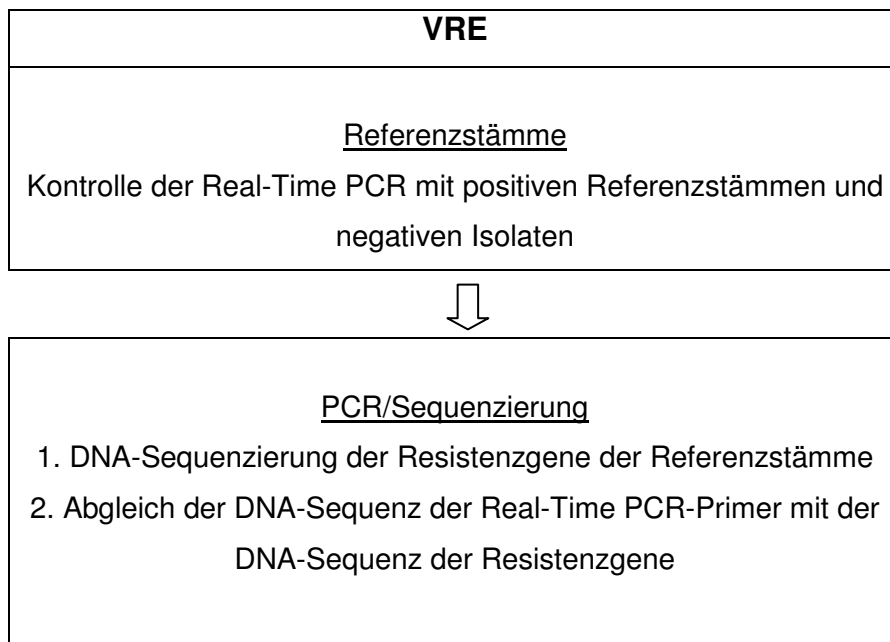 VRE
Referenzstämme
Kontrolle der Real-Time PCR mit positiven Referenzstämmen und
negativen Isolaten
PCR/Sequenzierung
1. DNA-Sequenzierung der Resistenzgene der Referenzstämme
2. Abgleich der DNA-Sequenz der Real-Time PCR-Primer mit der
DNA-Sequenz der Resistenzgene